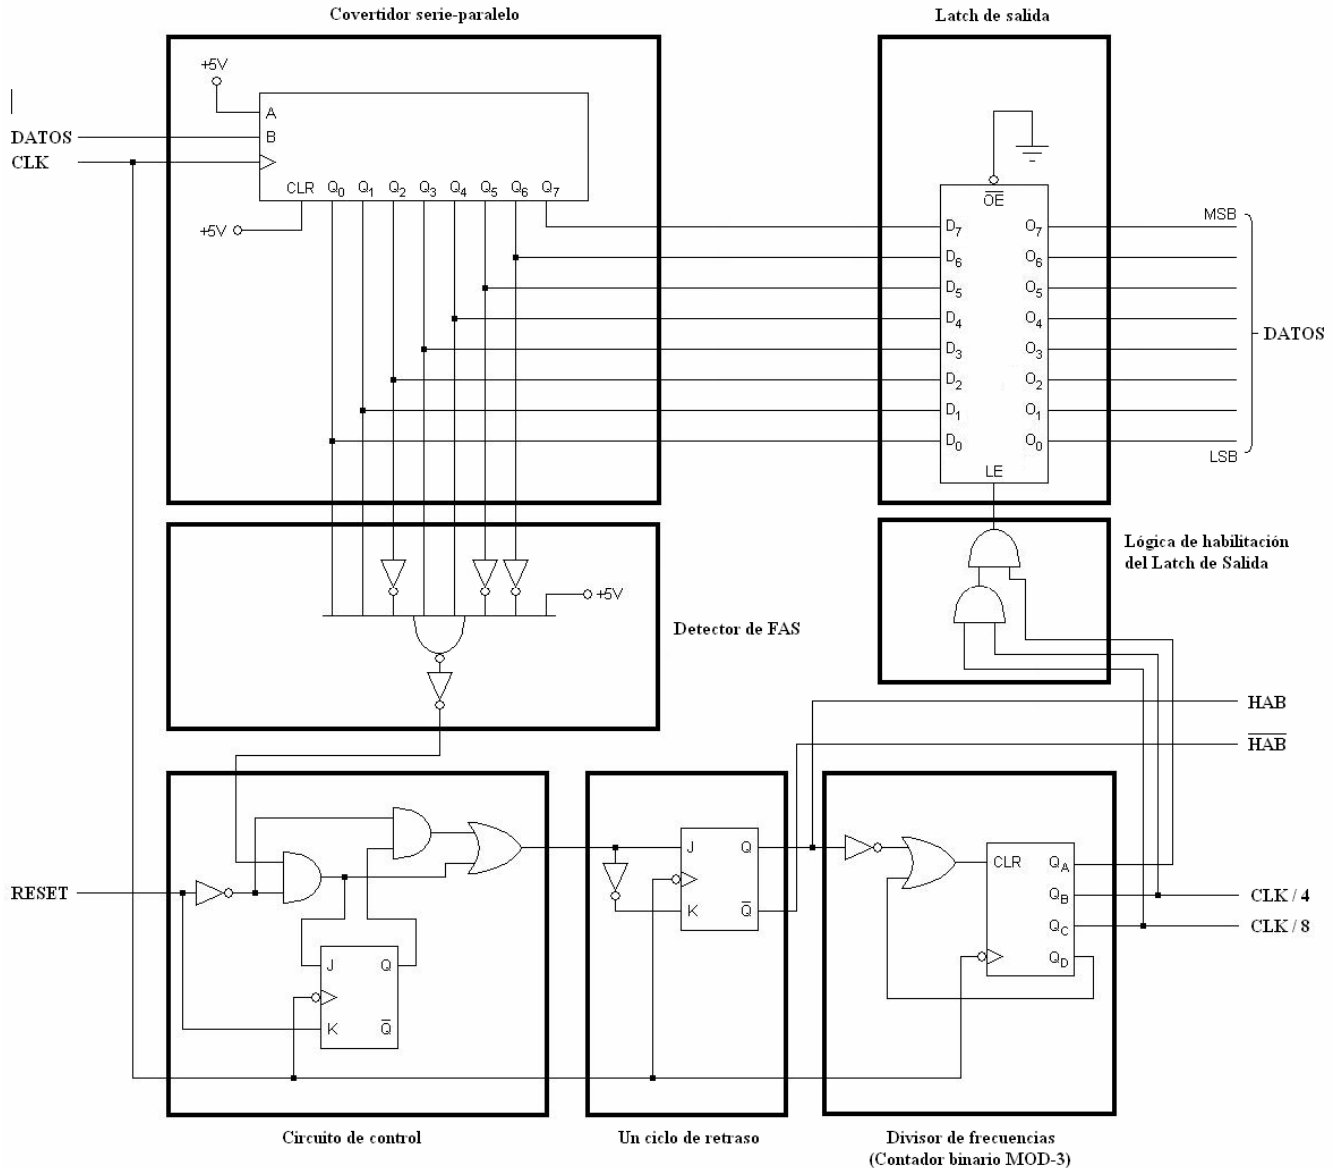 Covertidor serie-paralelo
Latch de salida
+5V
A
DATOS
B
CLK
CLR Q0 Q1 Q2 Q3 Q4 Q5 Q6 Q7
+5V
OE
MSB
D7 O7
D6 O6
D5 O5
D4 O4
D3 O3
D2 O2
D1 O1
D0 O0
DATOS
LSB
LE
Lógica de habilitación
del Latch de Salida
+5V
Detector de FAS
HAB
HAB
RESET
J Q
K Q
J Q
K Q
CLR QA
QB
QC
QD
CLK / 4
CLK / 8
Circuito de control
Un ciclo de retraso
Divisor de frecuencias
(Contador binario MOD-3)